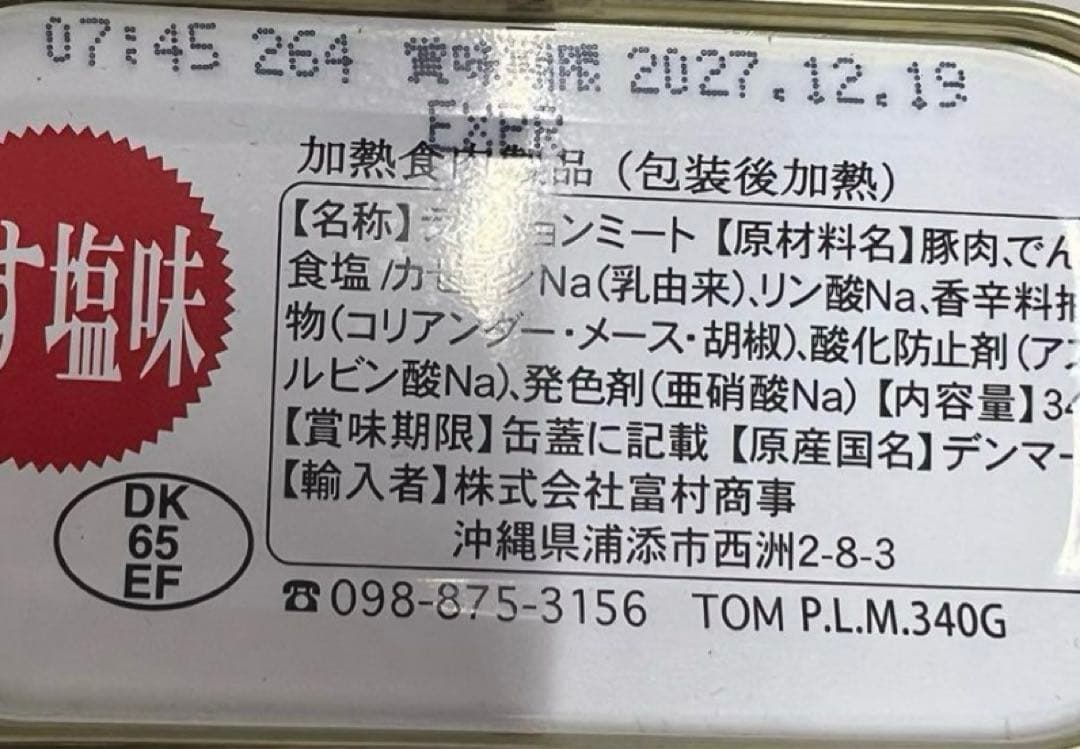 07:45 264 賞味期限 2027.12.19
EXPR
加熱食肉製品（包装後加熱）
【名称】ランチョンミート【原材料名】豚肉、でん
食塩/カゼインNa（乳由来）、リン酸Na、香辛料抽
物（コリアンダー・メース・胡椒）、酸化防止剤（アス
ルビン酸Na）、発色剤（亜硝酸Na）【内容量】34
【賞味期限】缶蓋に記載【原産国名】デンマー
【輸入者】株式会社富村商事
沖縄県浦添市西洲2-8-3
☎098-875-3156 TOM P.L.M.340G
す塩味
DK
65
EF